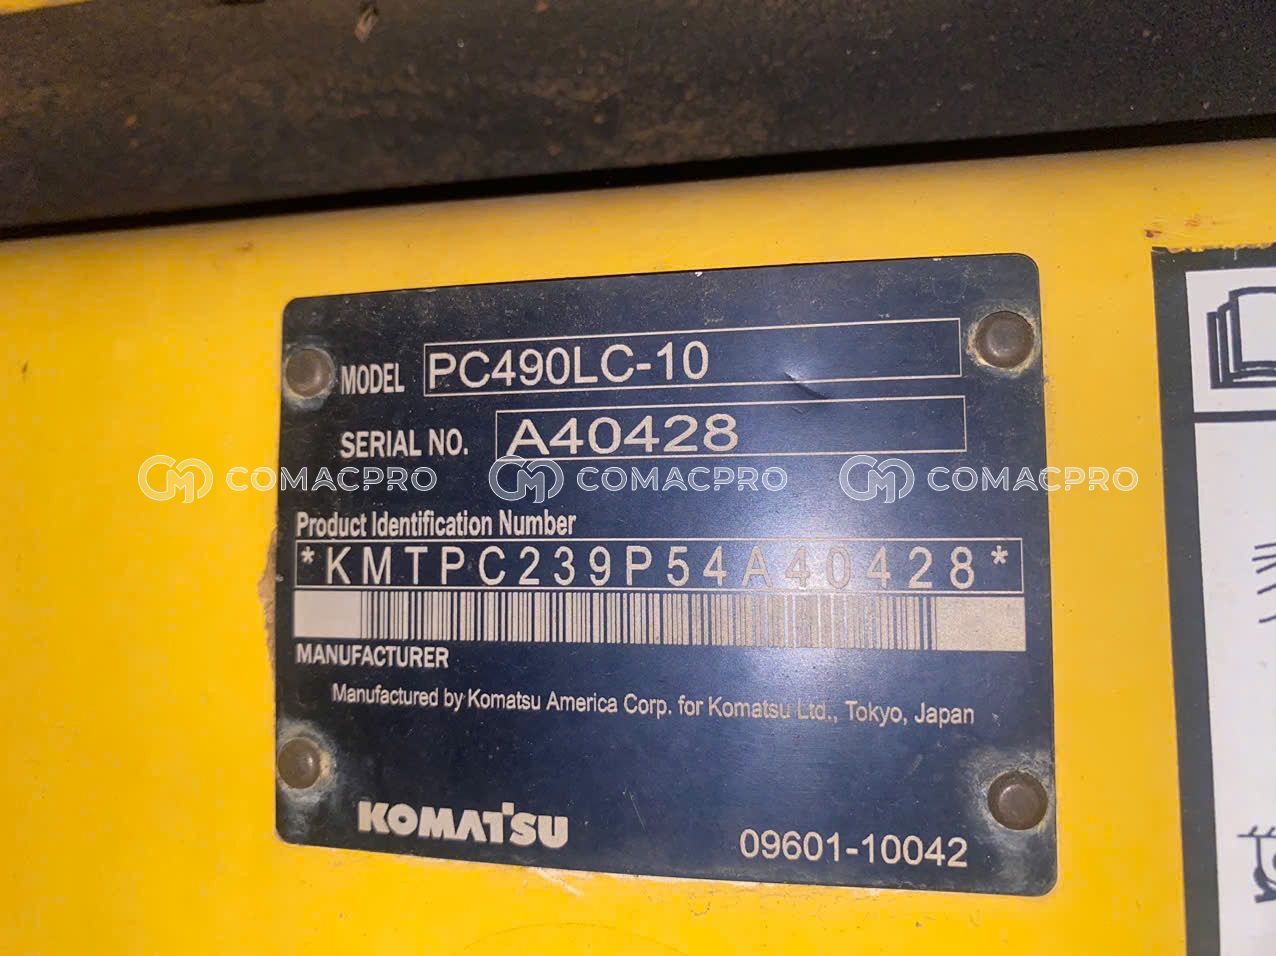 MODEL PC490LC-10
SERIAL NO. A40428
COMACPRO COMACPRO COMACPRO
Product Identification Number
*KMTPC239P54A40428*
MANUFACTURER
Manufactured by Komatsu America Corp. for Komatsu Ltd., Tokyo, Japan
KOMATSU
09601-10042